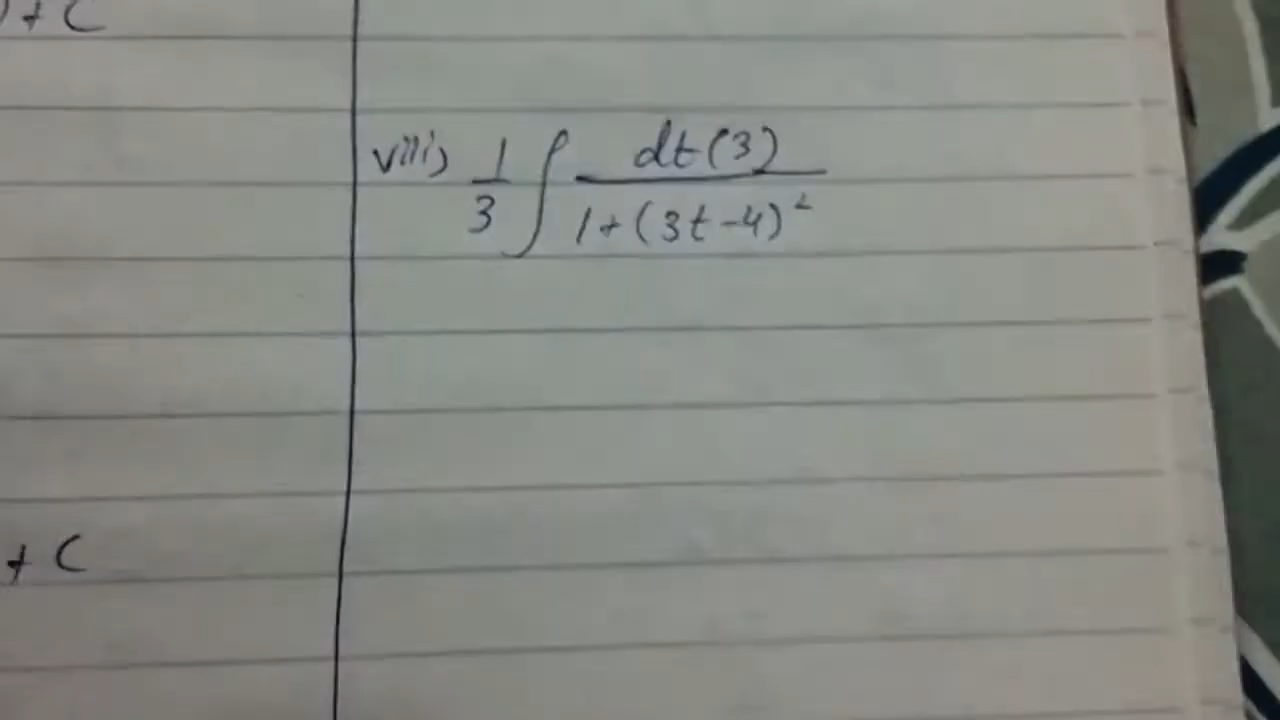 ) + C
viii) 1/3 ∫ dt(3) / 1+(3t-4)²
+ C